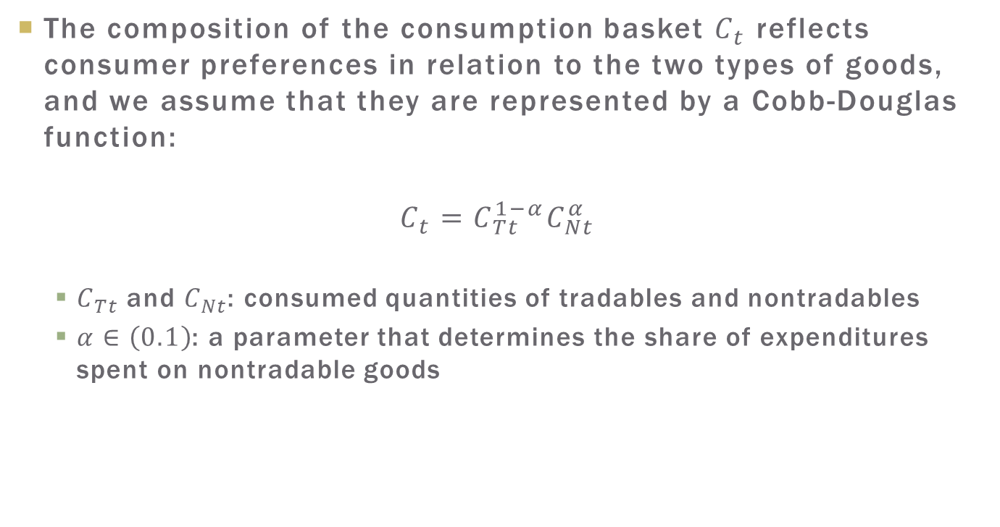 ▪ The composition of the consumption basket $C_t$ reflects
consumer preferences in relation to the two types of goods,
and we assume that they are represented by a Cobb-Douglas
function:
$C_t = C_{Tt}^{1-\alpha} C_{Nt}^{\alpha}$
▪ $C_{Tt}$ and $C_{Nt}$: consumed quantities of tradables and nontradables
▪ $\alpha \in (0.1)$: a parameter that determines the share of expenditures
spent on nontradable goods